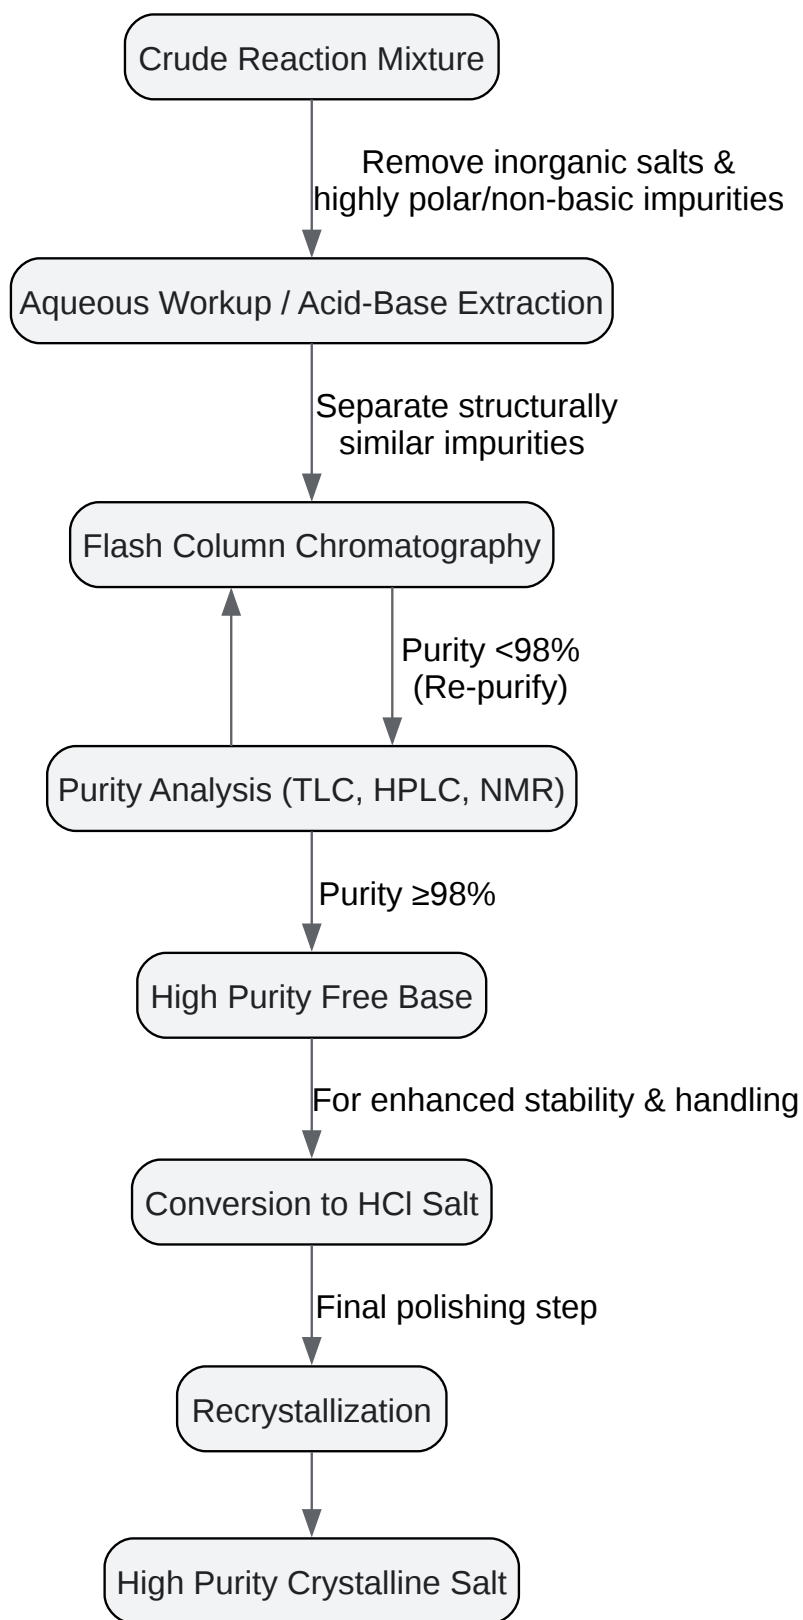 Crude Reaction Mixture
Remove inorganic salts &
highly polar/non-basic impurities
Aqueous Workup / Acid-Base Extraction
Separate structurally
similar impurities
Flash Column Chromatography
Purity <98%
(Re-purify)
Purity Analysis (TLC, HPLC, NMR)
Purity ≥98%
High Purity Free Base
For enhanced stability & handling
Conversion to HCl Salt
Final polishing step
Recrystallization
High Purity Crystalline Salt